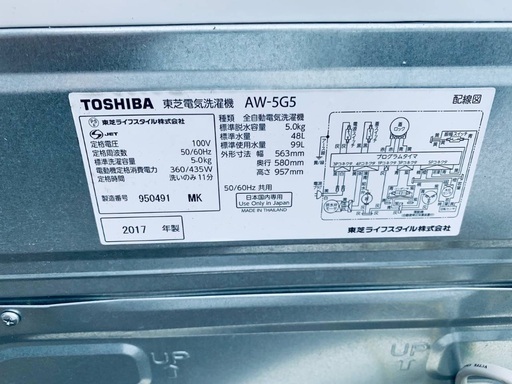 TOSHIBA 東芝電気洗濯機 AW-5G5
配線図
東芝ライフスタイル株式会社
JET
定格電圧 100V
定格周波数 50/60Hz
標準洗濯容量 5.0kg
電動機定格消費電力 360/435W
定格時間 洗いのみ11分
製造番号 950491 MK
種類 全自動電気洗濯機
標準脱水容量 5.0kg
標準水量 48L
標準使用水量 99L
外形寸法 幅 563mm
奥行 580mm
高さ 957mm
50/60Hz 共用
日本国内専用
Use Only in Japan
MADE IN THAILAND
プログラムタイマ
東芝ライフスタイル株式会社
2017 年製
UP
UP